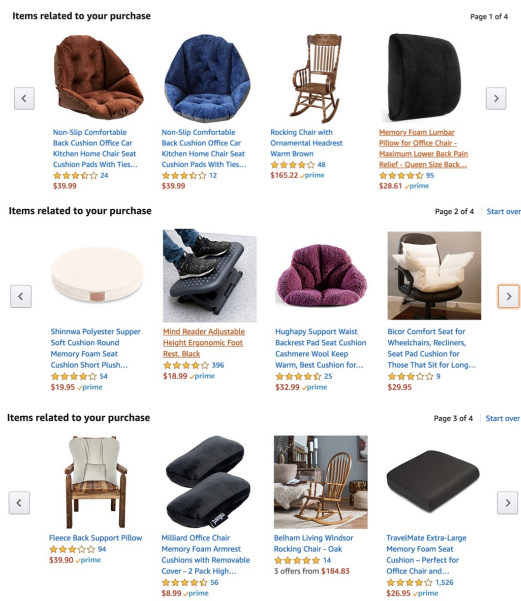 Items related to your purchase
Page 1 of 4
Non-Slip Comfortable
Back Cushion Office Car
Kitchen Home Chair Seat
Cushion Pads With Ties...
24
$39.99
Non-Slip Comfortable
Back Cushion Office Car
Kitchen Home Chair Seat
Cushion Pads With Ties...
12
$39.99
Rocking Chair with
Ornamental Headrest
Warm Brown
48
$165.22 prime
Memory Foam Lumbar
Pillow for Office Chair -
Maximum Lower Back Pain
Relief - Queen Size Back...
95
$28.61 prime
Items related to your purchase
Page 2 of 4 Start over
Shinnwa Polyester Supper
Soft Cushion Round
Memory Foam Seat
Cushion Short Plush...
54
$19.95 prime
Mind Reader Adjustable
Height Ergonomic Foot
Rest, Black
396
$18.99 prime
Hughapy Support Waist
Backrest Pad Seat Cushion
Cashmere Wool Keep
Warm, Best Cushion for...
25
$32.99 prime
Bicor Comfort Seat for
Wheelchairs, Recliners,
Seat Pad Cushion for
Those That Sit for Long...
9
$29.95
Items related to your purchase
Page 3 of 4 Start over
Fleece Back Support Pillow
94
$39.90 prime
Milliard Office Chair
Memory Foam Armrest
Cushions with Removable
Cover - 2 Pack High...
56
$8.99 prime
Belham Living Windsor
Rocking Chair - Oak
14
3 offers from $184.83
TravelMate Extra-Large
Memory Foam Seat
Cushion – Perfect for
Office Chair and...
1,526
$26.95 prime